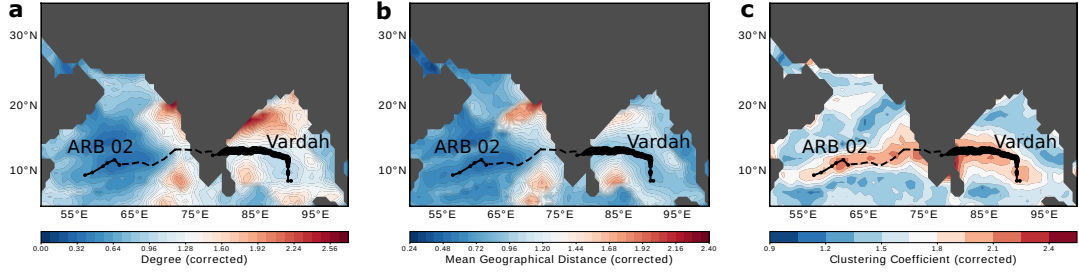 a
b
c
30°N
20°N
10°N
55°E 65°E 75°E 85°E 95°E
ARB 02
Vardah
0.00 0.32 0.64 0.96 1.28 1.60 1.92 2.24 2.56
Degree (corrected)
30°N
20°N
10°N
55°E 65°E 75°E 85°E 95°E
ARB 02
Vardah
0.24 0.48 0.72 0.96 1.20 1.44 1.68 1.92 2.16 2.40
Mean Geographical Distance (corrected)
30°N
20°N
10°N
55°E 65°E 75°E 85°E 95°E
ARB 02
Vardah
0.9 1.2 1.5 1.8 2.1 2.4
Clustering Coefficient (corrected)